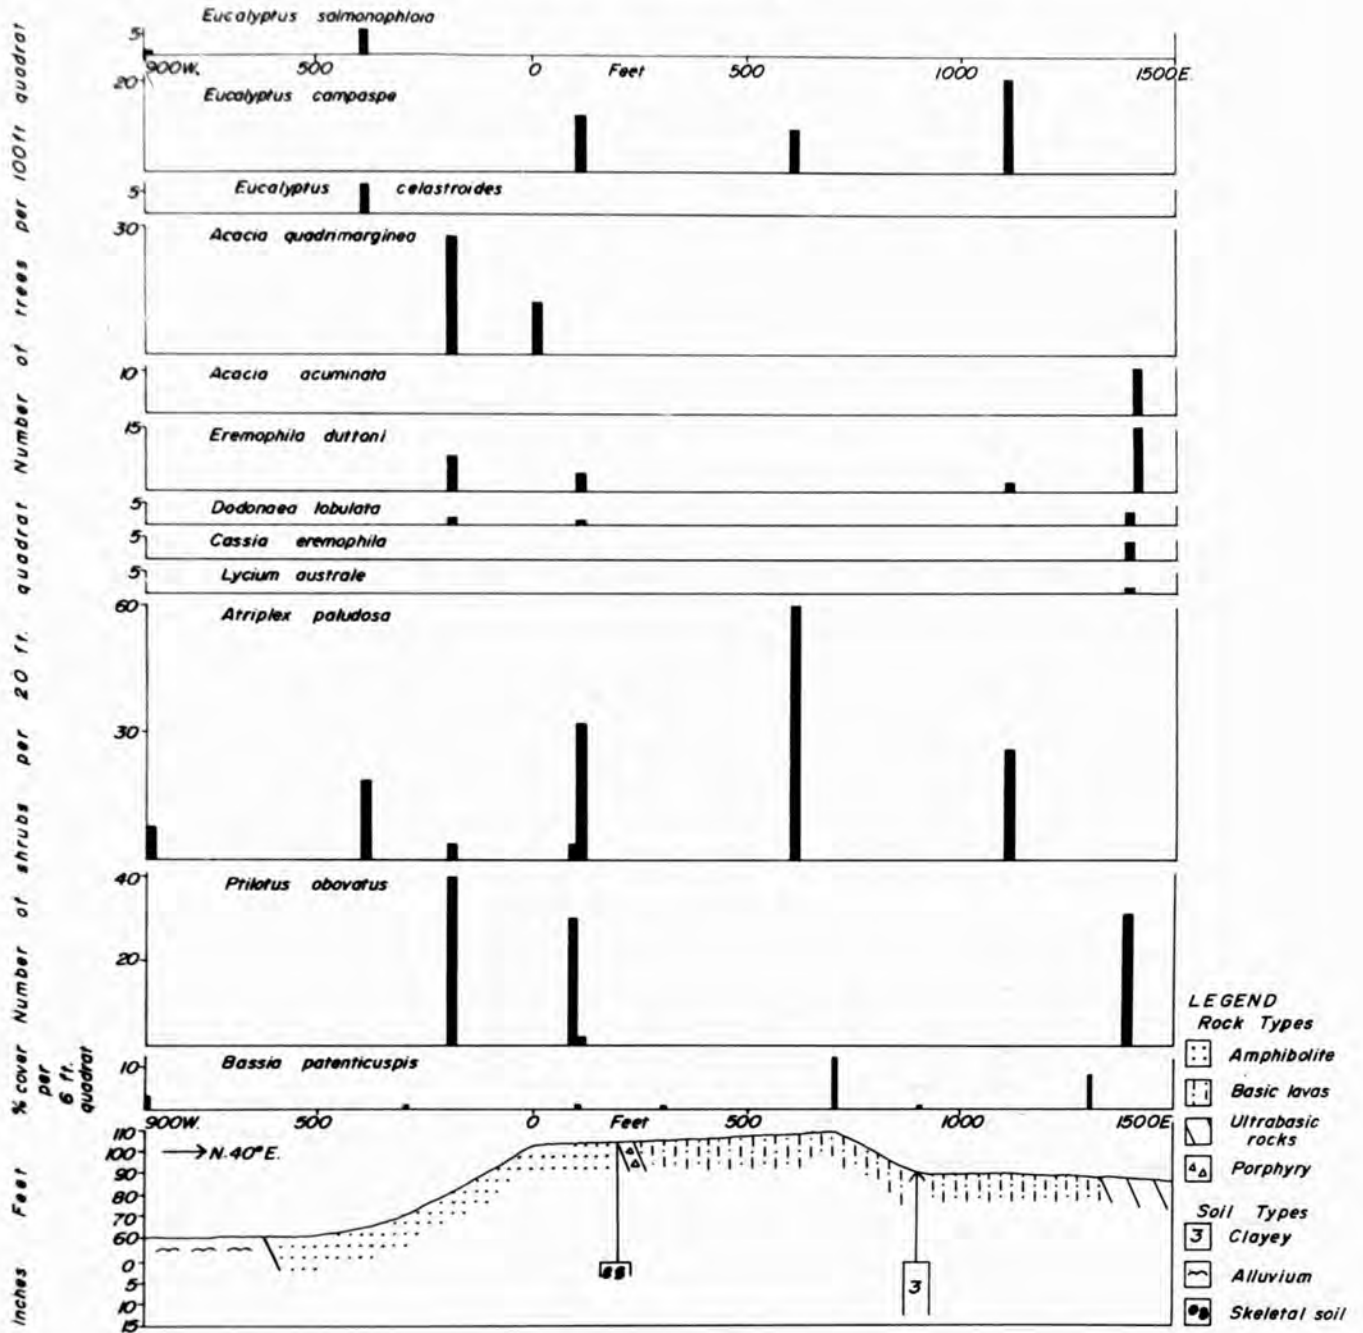 Number of trees per 100ft quadrat
Number of shrubs per 20 ft. quadrat
% cover per 6 ft. quadrat
Feet
Inches
Eucalyptus salmonophloia
5
900W. 500 0 Feet 500 1000 1500E.
20
Eucalyptus campaspe
Eucalyptus celastroides
5
30
Acacia quadrimarginea
10
Acacia acuminata
15
Eremophila duttoni
5
Dodonaea lobulata
5
Cassia eremophila
5
Lycium australe
60
Atriplex paludosa
30
40
Ptilotus obovatus
20
Bassia patenticuspis
10
900W. 500 0 Feet 500 1000 1500E
N.40°E.
110
100
90
80
70
60
0
5
10
15
3
LEGEND
Rock Types
Amphibolite
Basic lavas
Ultrabasic rocks
Porphyry
Soil Types
3 Clayey
Alluvium
Skeletal soil